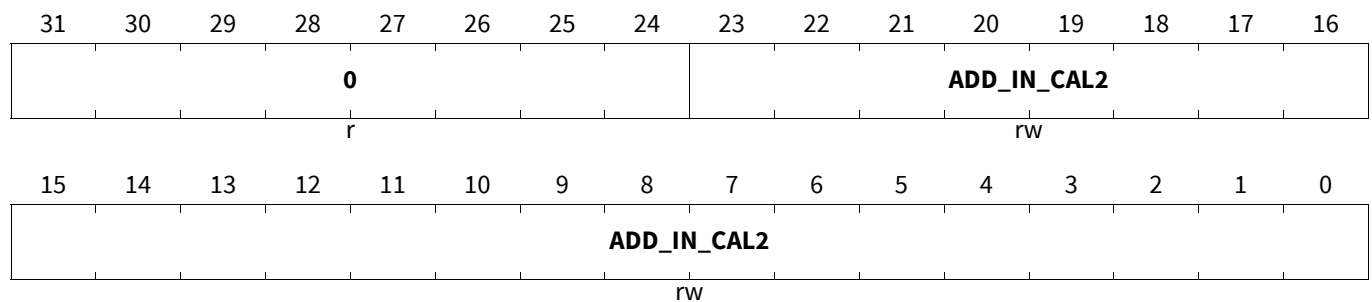 31 30 29 28 27 26 25 24 23 22 21 20 19 18 17 16
0 ADD_IN_CAL2
r rw
15 14 13 12 11 10 9 8 7 6 5 4 3 2 1 0
ADD_IN_CAL2
rw